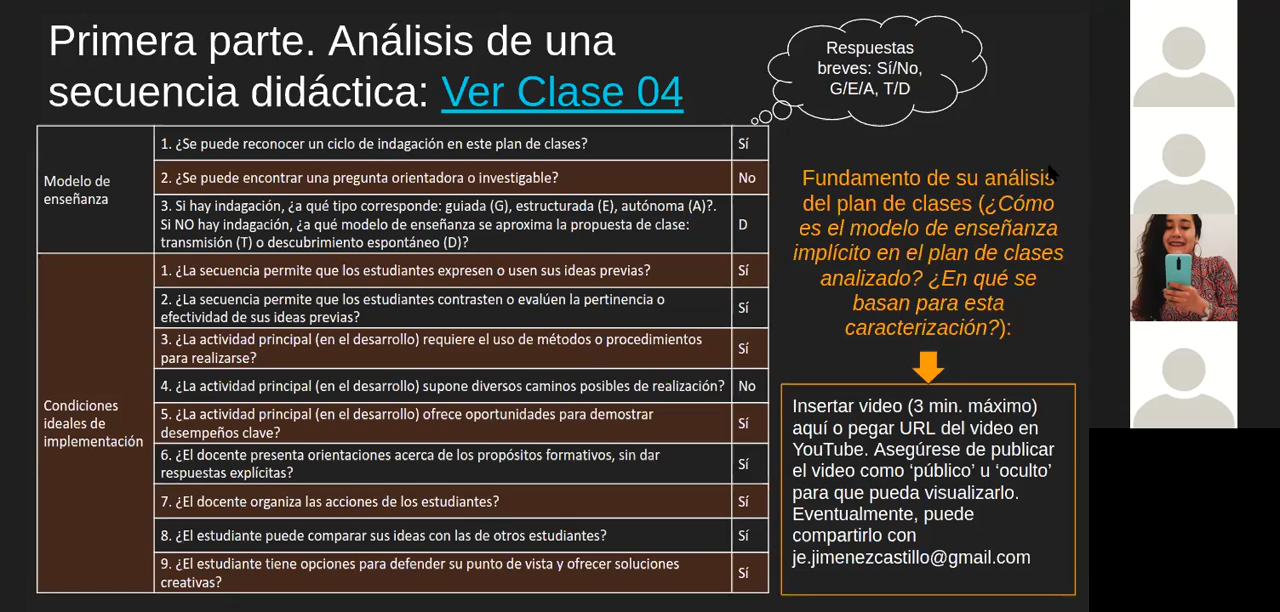 Primera parte. Análisis de una
secuencia didáctica: Ver Clase 04
Respuestas
breves: Sí/No,
G/E/A, T/D
Modelo de
enseñanza
1. ¿Se puede reconocer un ciclo de indagación en este plan de clases?
Sí
2. ¿Se puede encontrar una pregunta orientadora o investigable?
No
3. Si hay indagación, ¿a qué tipo corresponde: guiada (G), estructurada (E), autónoma (A)?.
Si NO hay indagación, ¿a qué modelo de enseñanza se aproxima la propuesta de clase:
transmisión (T) o descubrimiento espontáneo (D)?
D
Condiciones
ideales de
implementación
1. ¿La secuencia permite que los estudiantes expresen o usen sus ideas previas?
Sí
2. ¿La secuencia permite que los estudiantes contrasten o evalúen la pertinencia o
efectividad de sus ideas previas?
Sí
3. ¿La actividad principal (en el desarrollo) requiere el uso de métodos o procedimientos
para realizarse?
Sí
4. ¿La actividad principal (en el desarrollo) supone diversos caminos posibles de realización?
No
5. ¿La actividad principal (en el desarrollo) ofrece oportunidades para demostrar
desempeños clave?
Sí
6. ¿El docente presenta orientaciones acerca de los propósitos formativos, sin dar
respuestas explícitas?
Sí
7. ¿El docente organiza las acciones de los estudiantes?
Sí
8. ¿El estudiante puede comparar sus ideas con las de otros estudiantes?
Sí
9. ¿El estudiante tiene opciones para defender su punto de vista y ofrecer soluciones
creativas?
Sí
Fundamento de su análisis
del plan de clases (¿Cómo
es el modelo de enseñanza
implícito en el plan de clases
analizado? ¿En qué se
basan para esta
caracterización?):
Insertar video (3 min. máximo)
aquí o pegar URL del video en
YouTube. Asegúrese de publicar
el video como ‘público’ u ‘oculto’
para que pueda visualizarlo.
Eventualmente, puede
compartirlo con
je.jimenezcastillo@gmail.com